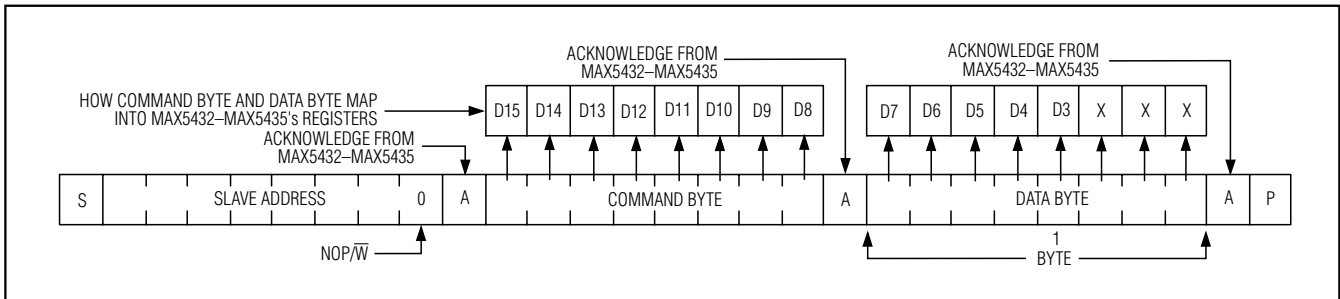 ACKNOWLEDGE FROM
MAX5432–MAX5435
ACKNOWLEDGE FROM
MAX5432–MAX5435
HOW COMMAND BYTE AND DATA BYTE MAP
INTO MAX5432–MAX5435's REGISTERS
D15 D14 D13 D12 D11 D10 D9 D8
D7 D6 D5 D4 D3 X X X
ACKNOWLEDGE FROM
MAX5432–MAX5435
S SLAVE ADDRESS 0 A COMMAND BYTE A DATA BYTE A P
NOP/W̅
1
BYTE